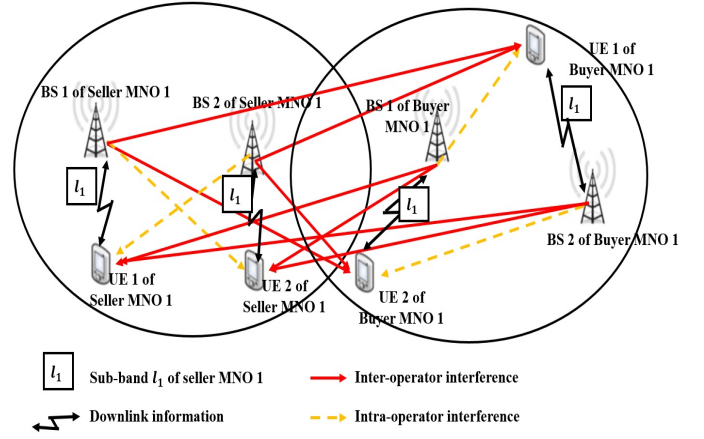 UE 1 of
Buyer MNO 1
BS 1 of Seller MNO 1
BS 2 of Seller MNO 1
BS 1 of Buyer
MNO 1
l₁
l₁
l₁
l₁
BS 2 of Buyer MNO 1
UE 1 of
Seller MNO 1
UE 2 of
Seller MNO 1
UE 2 of
Buyer MNO 1
l₁
Sub-band l₁ of seller MNO 1
Inter-operator interference
Downlink information
Intra-operator interference